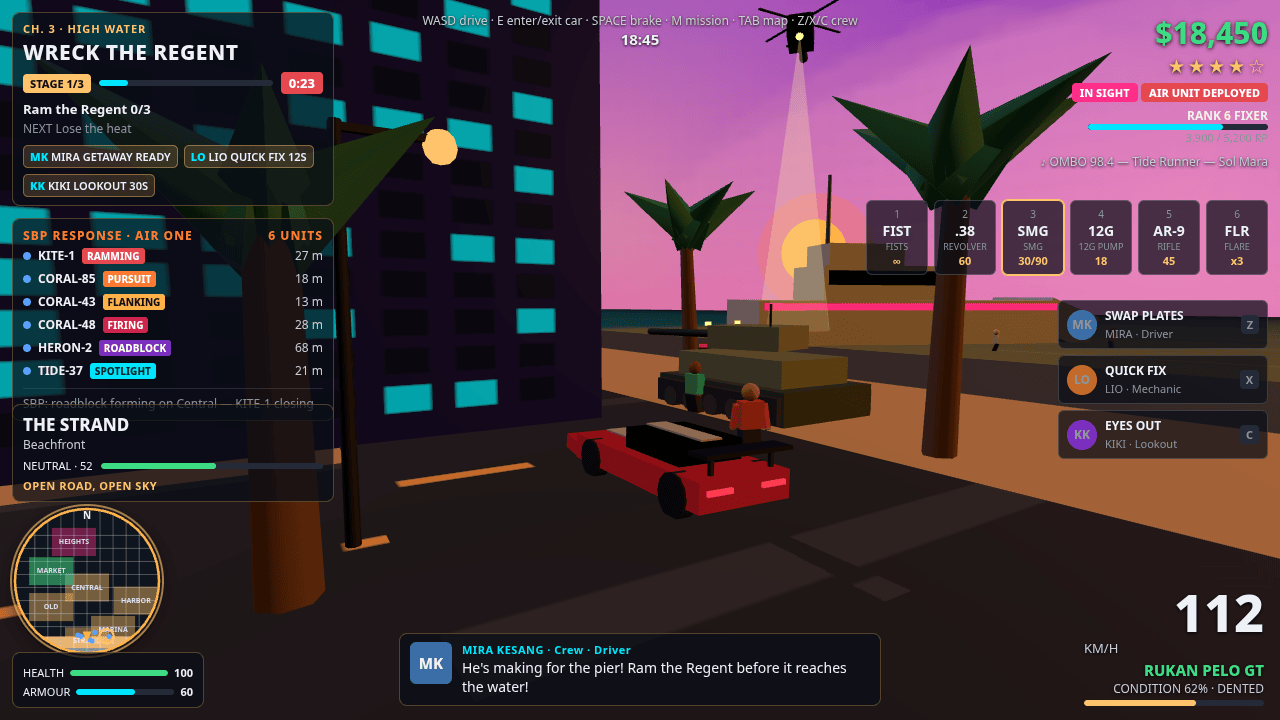 CH. 3 · HIGH WATER
WRECK THE REGENT
STAGE 1/3
0:23
Ram the Regent 0/3
NEXT Lose the heat
MK MIRA GETAWAY READY
LO LIO QUICK FIX 12S
KK KIKI LOOKOUT 30S
SBP RESPONSE · AIR ONE
6 UNITS
KITE-1 RAMMING 27 m
CORAL-85 PURSUIT 18 m
CORAL-43 FLANKING 13 m
CORAL-48 FIRING 28 m
HERON-2 ROADBLOCK 68 m
TIDE-37 SPOTLIGHT 21 m
SBP: roadblock forming on Central — KITE-1 closing
THE STRAND
Beachfront
NEUTRAL · 52
OPEN ROAD, OPEN SKY
N
HEIGHTS
MARKET
CENTRAL
OLD
HARBOR
MARINA
HEALTH 100
ARMOUR 60
WASD drive · E enter/exit car · SPACE brake · M mission · TAB map · Z/X/C crew
18:45
MK
MIRA KESANG · Crew · Driver
He's making for the pier! Ram the Regent before it reaches
the water!
$18,450
★★★★☆
IN SIGHT
AIR UNIT DEPLOYED
RANK 6 FIXER
OMBO 98.4 — Tide Runner — Sol Mara
1 FIST FISTS ∞
2 .38 REVOLVER 60
3 SMG SMG 30/90
4 12G 12G PUMP 18
5 AR-9 RIFLE 45
6 FLR FLARE x3
MK SWAP PLATES Z
MIRA · Driver
LO QUICK FIX X
LIO · Mechanic
KK EYES OUT C
KIKI · Lookout
112
KM/H
RUKAN PELO GT
CONDITION 62% · DENTED